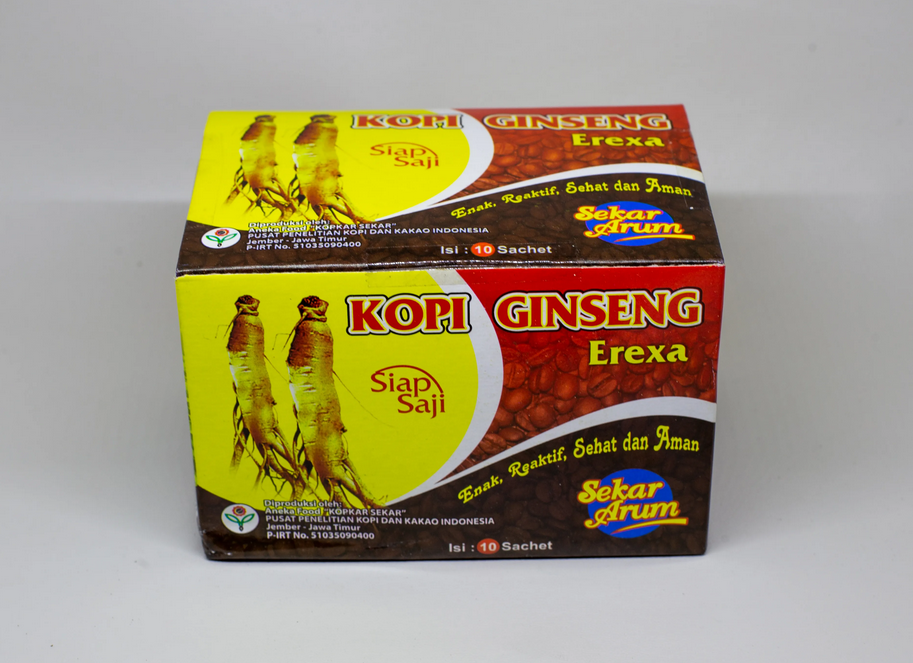 KOPI GINSENG
Erexa
Siap
Saji
Enak, Reaktif, Sehat dan Aman
Sekar
Arum
Diproduksi oleh:
Aneka Food "KOPKAR SEKAR"
PUSAT PENELITIAN KOPI DAN KAKAO INDONESIA
Jember - Jawa Timur
P-IRT No. 51035090400
Isi : 10 Sachet
KOPI GINSENG
Erexa
Siap
Saji
Enak, Reaktif, Sehat dan Aman
Sekar
Arum
Diproduksi oleh:
Aneka Food "KOPKAR SEKAR"
PUSAT PENELITIAN KOPI DAN KAKAO INDONESIA
Jember - Jawa Timur
P-IRT No. 51035090400
Isi : 10 Sachet